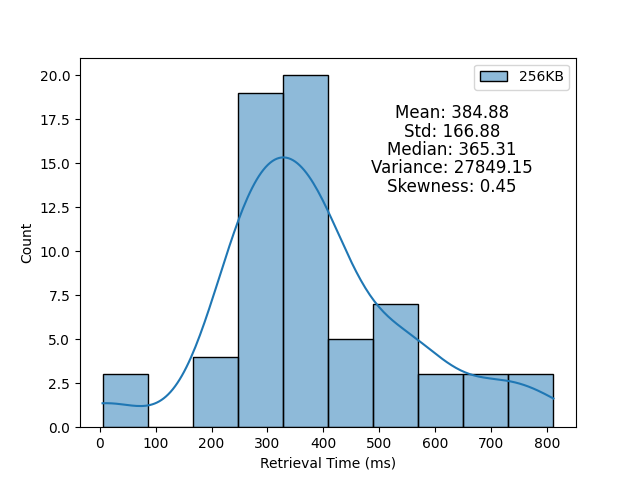 256KB
Mean: 384.88
Std: 166.88
Median: 365.31
Variance: 27849.15
Skewness: 0.45
Count
20.0
17.5
15.0
12.5
10.0
7.5
5.0
2.5
0.0
0 100 200 300 400 500 600 700 800
Retrieval Time (ms)